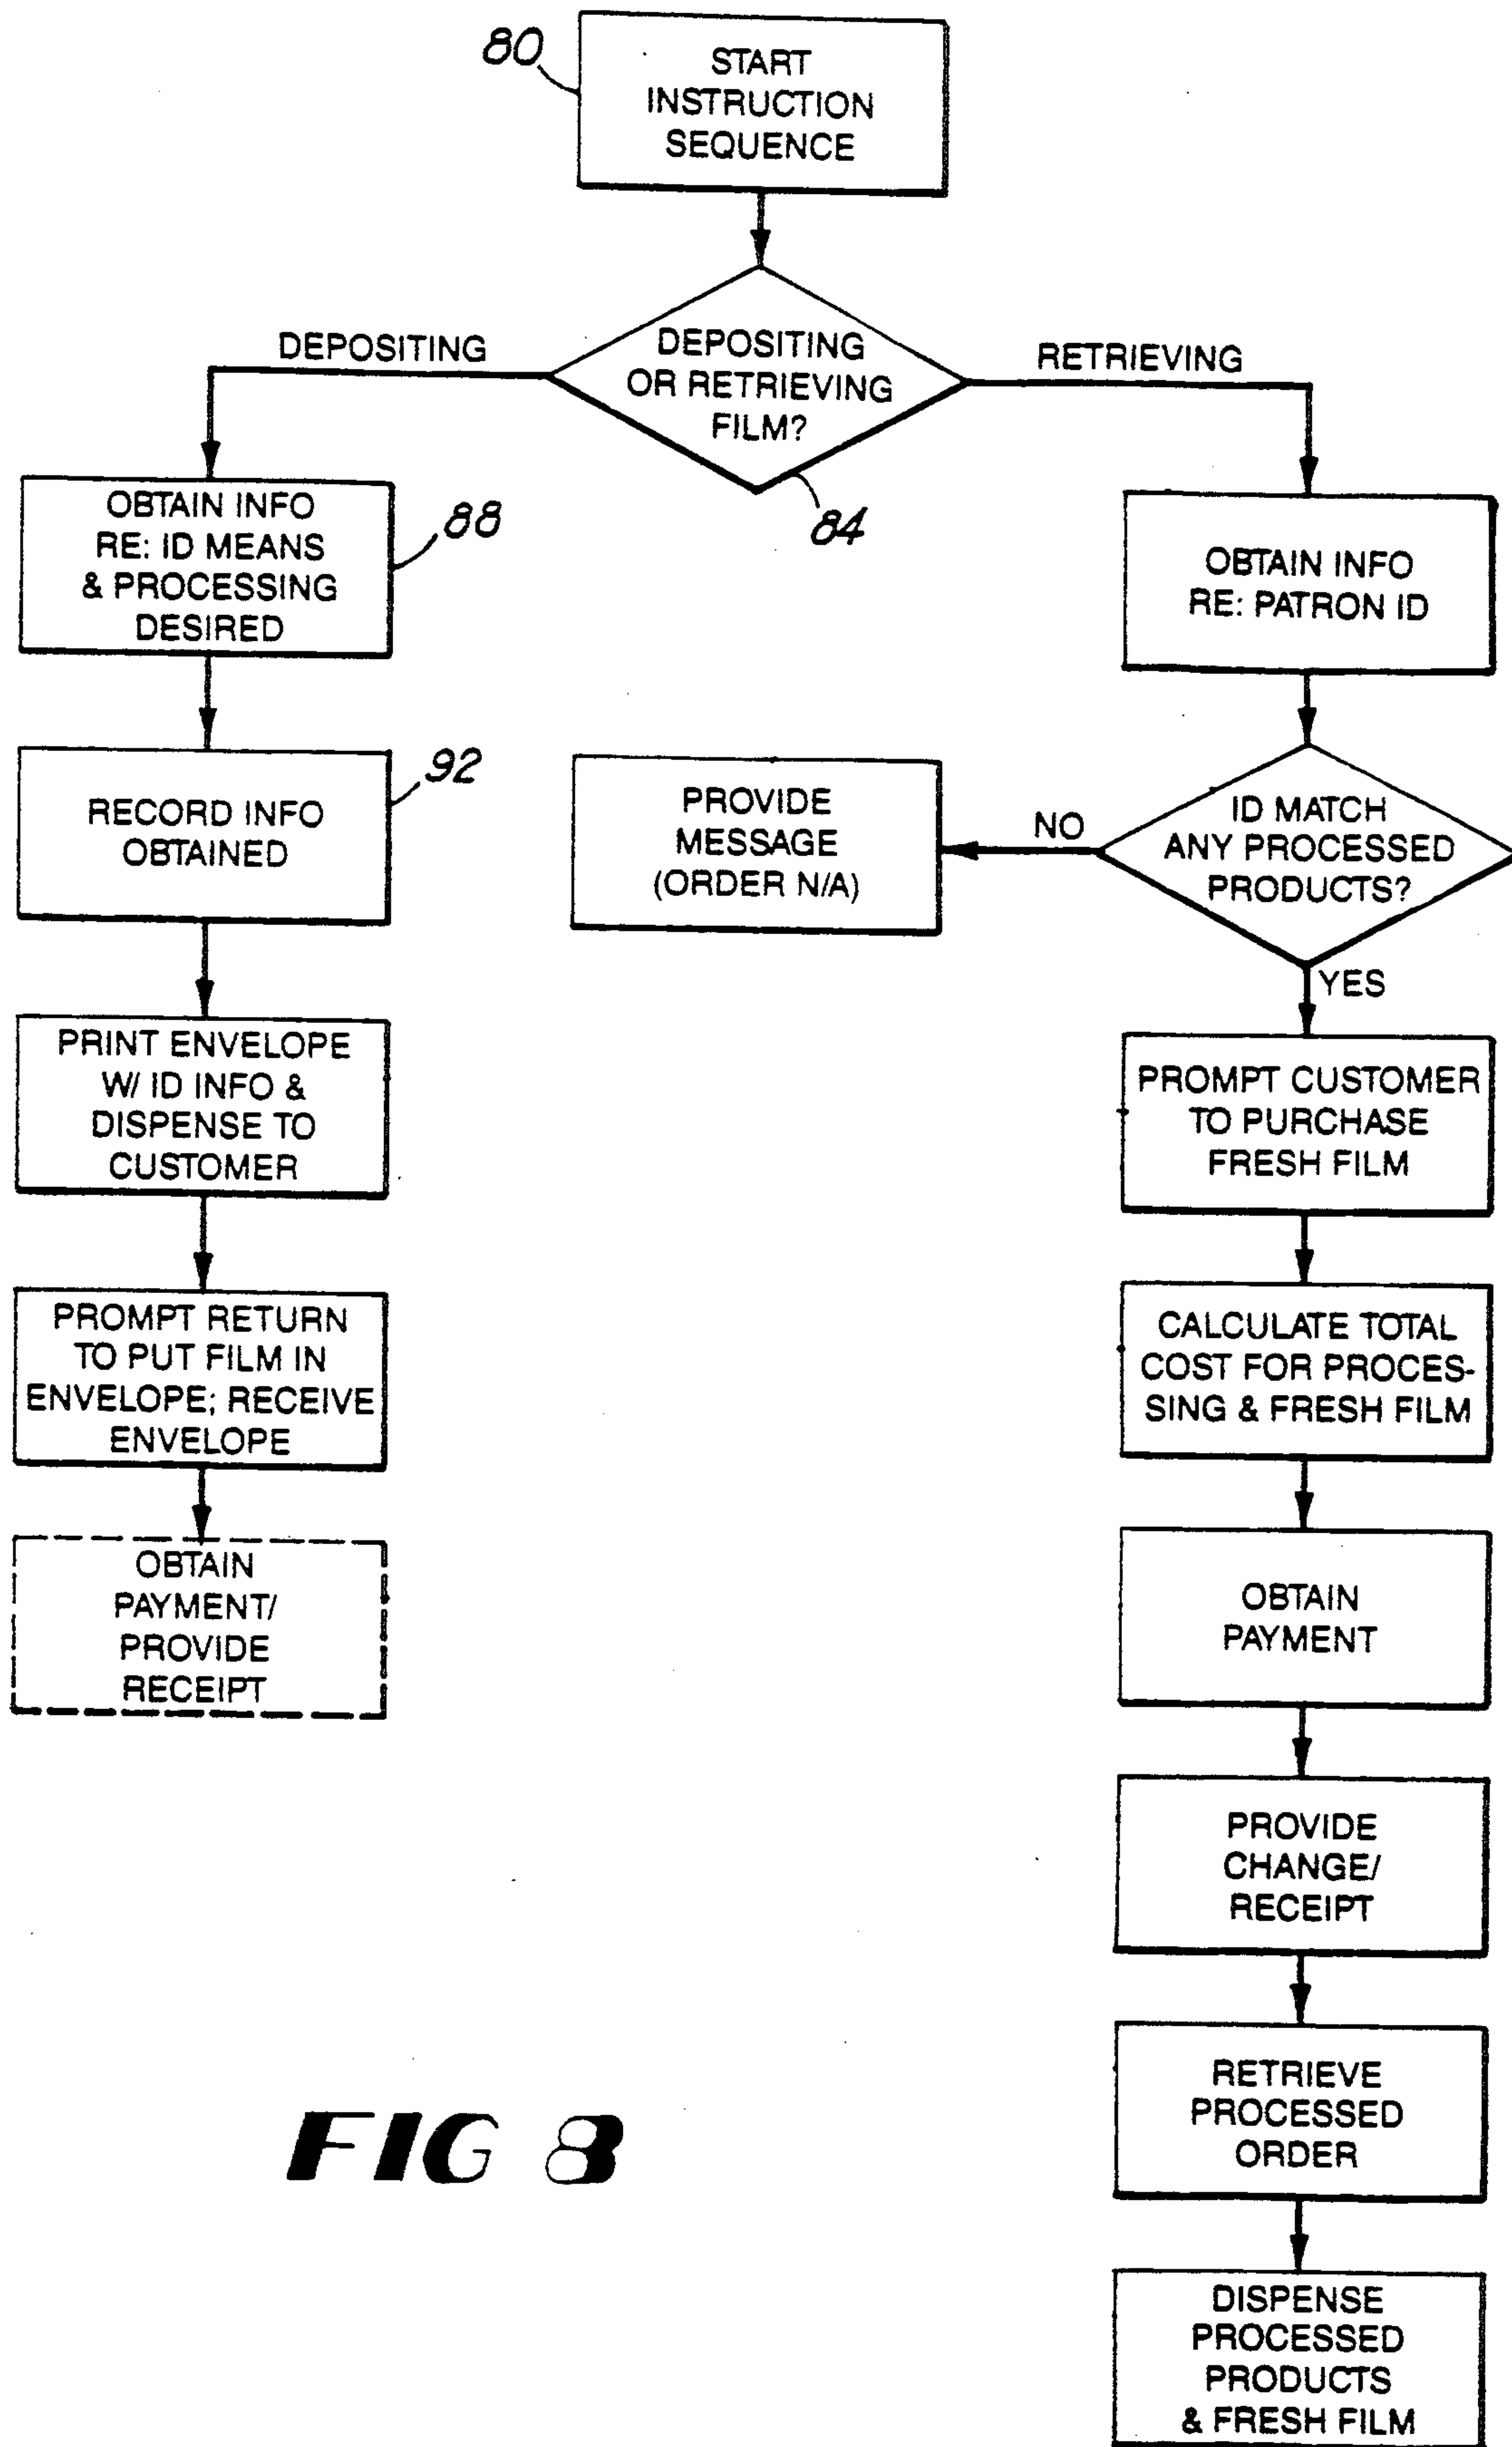 80
START
INSTRUCTION
SEQUENCE
DEPOSITING
DEPOSITING
OR RETRIEVING
FILM?
RETRIEVING
84
OBTAIN INFO
RE: ID MEANS
& PROCESSING
DESIRED
88
RECORD INFO
OBTAINED
92
PRINT ENVELOPE
W/ ID INFO &
DISPENSE TO
CUSTOMER
PROMPT RETURN
TO PUT FILM IN
ENVELOPE; RECEIVE
ENVELOPE
OBTAIN
PAYMENT/
PROVIDE
RECEIPT
OBTAIN INFO
RE: PATRON ID
ID MATCH
ANY PROCESSED
PRODUCTS?
NO
PROVIDE
MESSAGE
(ORDER N/A)
YES
PROMPT CUSTOMER
TO PURCHASE
FRESH FILM
CALCULATE TOTAL
COST FOR PROCES-
SING & FRESH FILM
OBTAIN
PAYMENT
PROVIDE
CHANGE/
RECEIPT
RETRIEVE
PROCESSED
ORDER
DISPENSE
PROCESSED
PRODUCTS
& FRESH FILM
FIG 8